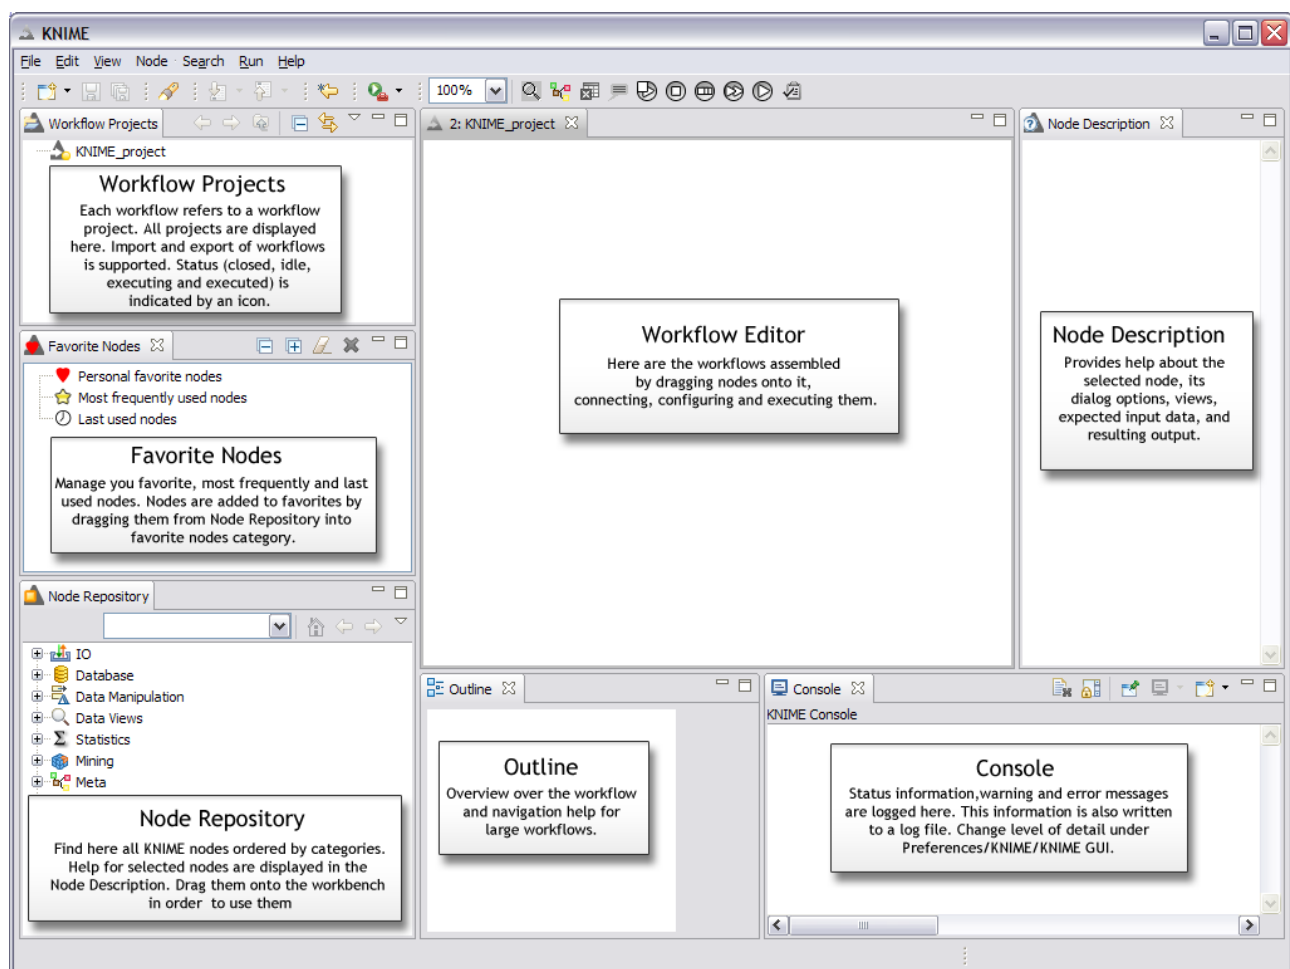 KNIME
File Edit View Node Search Run Help
100%
Workflow Projects
KNIME_project
Workflow Projects
Each workflow refers to a workflow
project. All projects are displayed
here. Import and export of workflows
is supported. Status (closed, idle,
executing and executed) is
indicated by an icon.
Favorite Nodes
Personal favorite nodes
Most frequently used nodes
Last used nodes
Favorite Nodes
Manage you favorite, most frequently and last
used nodes. Nodes are added to favorites by
dragging them from Node Repository into
favorite nodes category.
Node Repository
IO
Database
Data Manipulation
Data Views
Statistics
Mining
Meta
Node Repository
Find here all KNIME nodes ordered by categories.
Help for selected nodes are displayed in the
Node Description. Drag them onto the workbench
in order to use them
2: KNIME_project
Workflow Editor
Here are the workflows assembled
by dragging nodes onto it,
connecting, configuring and executing them.
Node Description
Node Description
Provides help about the
selected node, its
dialog options, views,
expected input data, and
resulting output.
Outline
Outline
Overview over the workflow
and navigation help for
large workflows.
Console
KNIME Console
Console
Status information,warning and error messages
are logged here. This information is also written
to a log file. Change level of detail under
Preferences/KNIME/KNIME GUI.